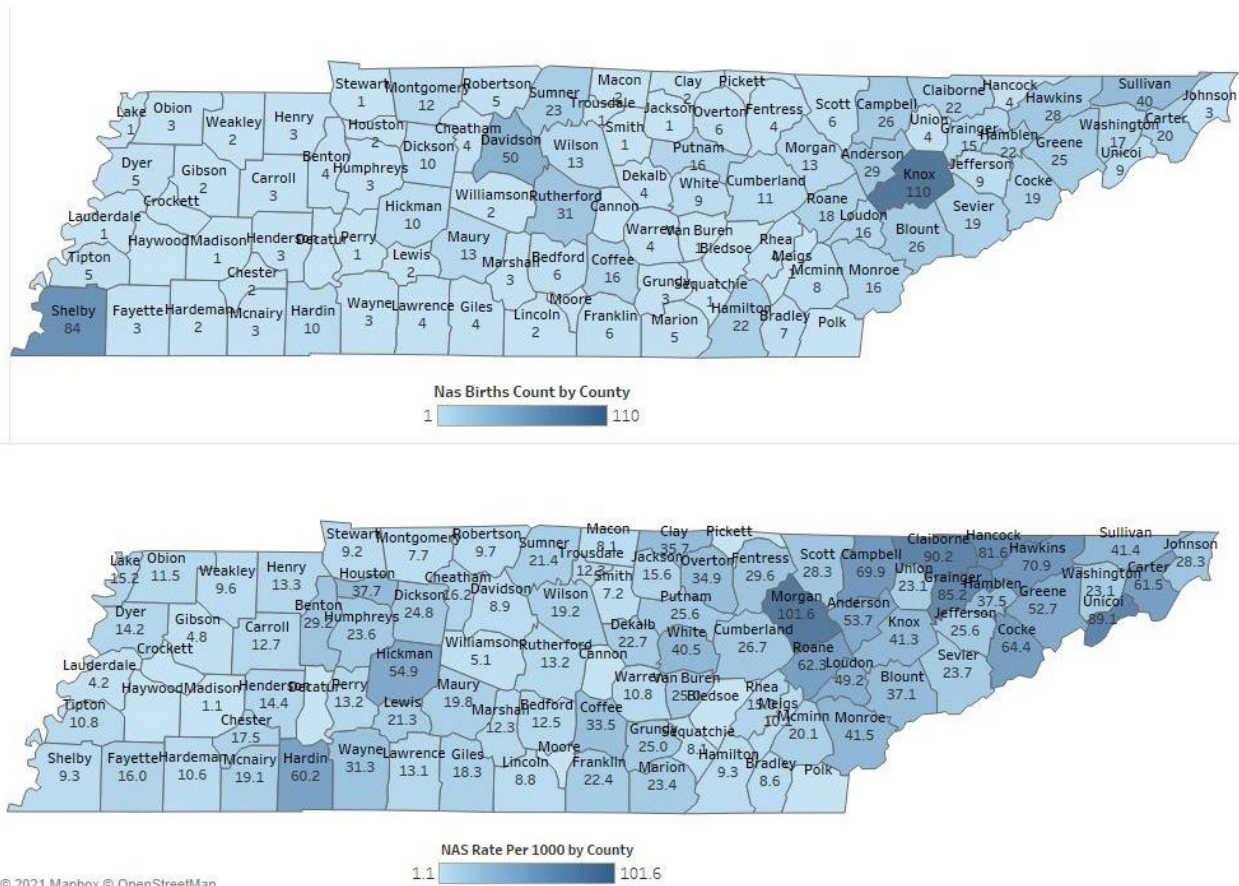 Stewart 1
Montgomery 12
Robertson 5
Sumner 23
Macon 2
Trousdale 1
Clay 2
Pickett
Lake 1
Obion 3
Weakley 2
Henry 3
Houston 2
Cheatham 4
Davidson 50
Wilson 13
Smith 1
Jackson 1
Overton 6
Fentress 4
Scott 6
Campbell 26
Claiborne 22
Hancock 4
Hawkins 28
Sullivan 40
Johnson 3
Union 4
Grainger 15
Hamblen 22
Greene 25
Washington 17
Carter 20
Unicoi 9
Dyer 5
Gibson 2
Crockett
Carroll 3
Benton 4
Humphreys 3
Dickson 10
Williamson 2
Rutherford 31
Cannon
Dekalb 4
Putnam 16
White 9
Cumberland 11
Morgan 13
Anderson 29
Knox 110
Jefferson 9
Cocke 19
Sevier 19
Roane 18
Loudon 16
Blount 26
Lauderdale 1
Tipton 5
Haywood
Madison 1
Henderson 3
Chester 2
Decatur
Perry 1
Hickman 10
Lewis 2
Maury 13
Marshall 3
Bedford 6
Coffee 16
Warren 4
Van Buren 1
Bledsoe
Rhea
Meigs
Mcminn 8
Monroe 16
Shelby 84
Fayette 3
Hardeman 2
Mcnairy 3
Hardin 10
Wayne 3
Lawrence 4
Giles 4
Lincoln 2
Moore
Franklin 6
Grundy 3
Sequatchie 1
Marion 5
Hamilton 22
Bradley 7
Polk
Nas Births Count by County
1 110
Stewart 9.2
Montgomery 7.7
Robertson 9.7
Sumner 21.4
Macon 8.1
Trousdale
Clay 35.7
Pickett
Lake 15.2
Obion 11.5
Weakley 9.6
Henry 13.3
Houston 37.7
Cheatham 16.2
Davidson 8.9
Wilson 19.2
Smith 7.2
Jackson 15.6
Overton 34.9
Fentress 29.6
Scott 28.3
Campbell 69.9
Claiborne 90.2
Hancock 81.6
Hawkins 70.9
Sullivan 41.4
Johnson 28.3
Union 23.1
Grainger 85.2
Hamblen 37.5
Greene 52.7
Washington 23.1
Carter 61.5
Unicoi 89.1
Dyer 14.2
Gibson 4.8
Crockett
Carroll 12.7
Benton 29.2
Humphreys 23.6
Dickson 24.8
Williamson 5.1
Rutherford 13.2
Cannon
Dekalb 22.7
Putnam 25.6
White 40.5
Cumberland 26.7
Morgan 101.6
Anderson 53.7
Knox 41.3
Jefferson 25.6
Cocke 64.4
Sevier 23.7
Roane 62.3
Loudon 49.2
Blount 37.1
Lauderdale 4.2
Tipton 10.8
Haywood
Madison 1.1
Henderson 14.4
Chester 17.5
Decatur
Perry 13.2
Hickman 54.9
Lewis 21.3
Maury 19.8
Marshall 12.3
Bedford 12.5
Coffee 33.5
Warren 10.8
Van Buren
Bledsoe
Rhea
Meigs
Mcminn 20.1
Monroe 41.5
Shelby 9.3
Fayette 16.0
Hardeman 10.6
Mcnairy 19.1
Hardin 60.2
Wayne 31.3
Lawrence 13.1
Giles 18.3
Lincoln 8.8
Moore
Franklin 22.4
Grundy 25.0
Sequatchie 8.1
Marion 23.4
Hamilton 9.3
Bradley 8.6
Polk
NAS Rate Per 1000 by County
1.1 101.6
© 2021 Mapbox © OpenStreetMap